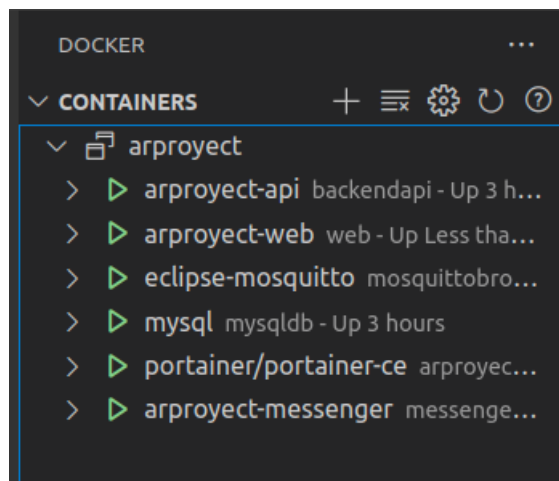 DOCKER ...
CONTAINERS
arproyect
arproyect-api backendapi - Up 3 h...
arproyect-web web - Up Less tha...
eclipse-mosquitto mosquittobro...
mysql mysqldb - Up 3 hours
portainer/portainer-ce arproyec...
arproyect-messenger messenge...